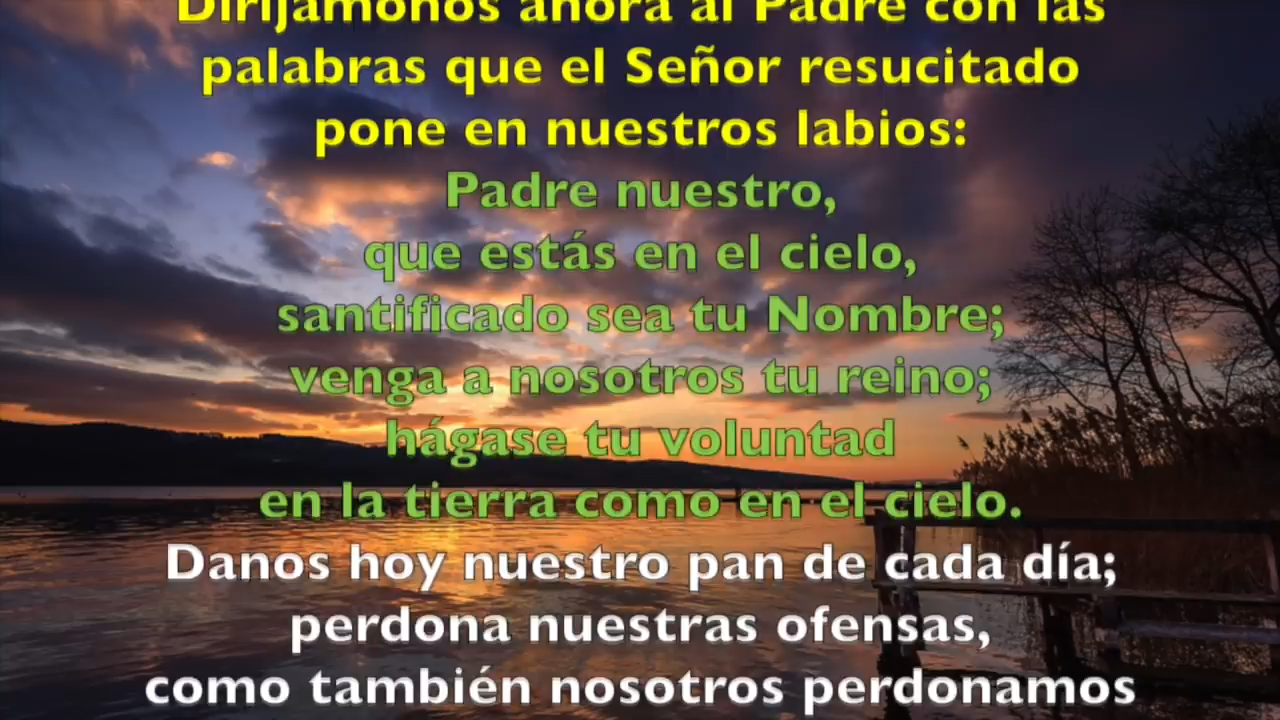 Dirijámonos ahora al Padre con las
palabras que el Señor resucitado
pone en nuestros labios:
Padre nuestro,
que estás en el cielo,
santificado sea tu Nombre;
venga a nosotros tu reino;
hágase tu voluntad
en la tierra como en el cielo.
Danos hoy nuestro pan de cada día;
perdona nuestras ofensas,
como también nosotros perdonamos